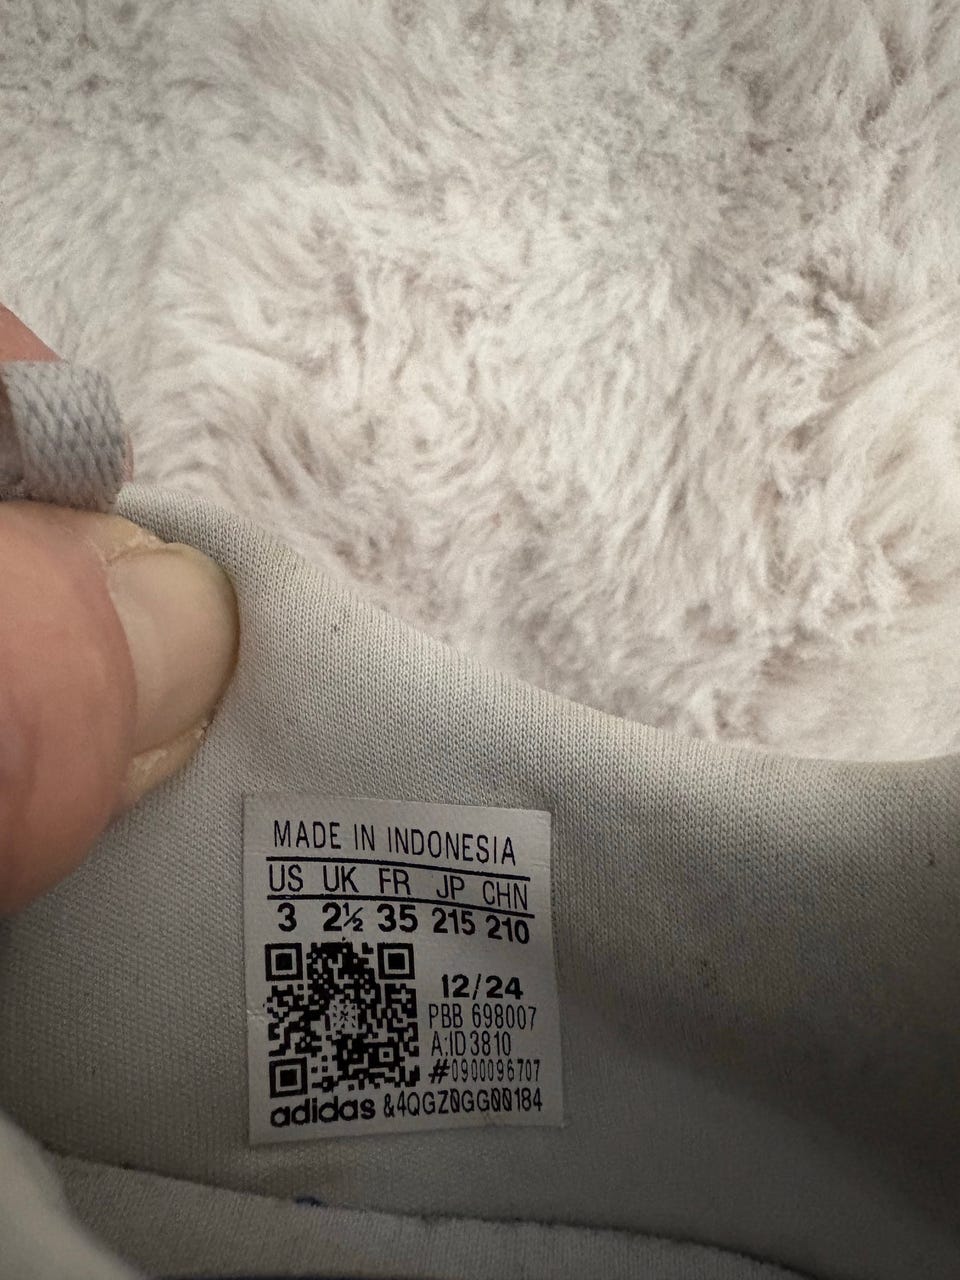 MADE IN INDONESIA
US UK FR JP CHN
3 2½ 35 215 210
12/24
PBB 698007
A:ID3810
#0900096707
adidas &4QGZ0GG00184